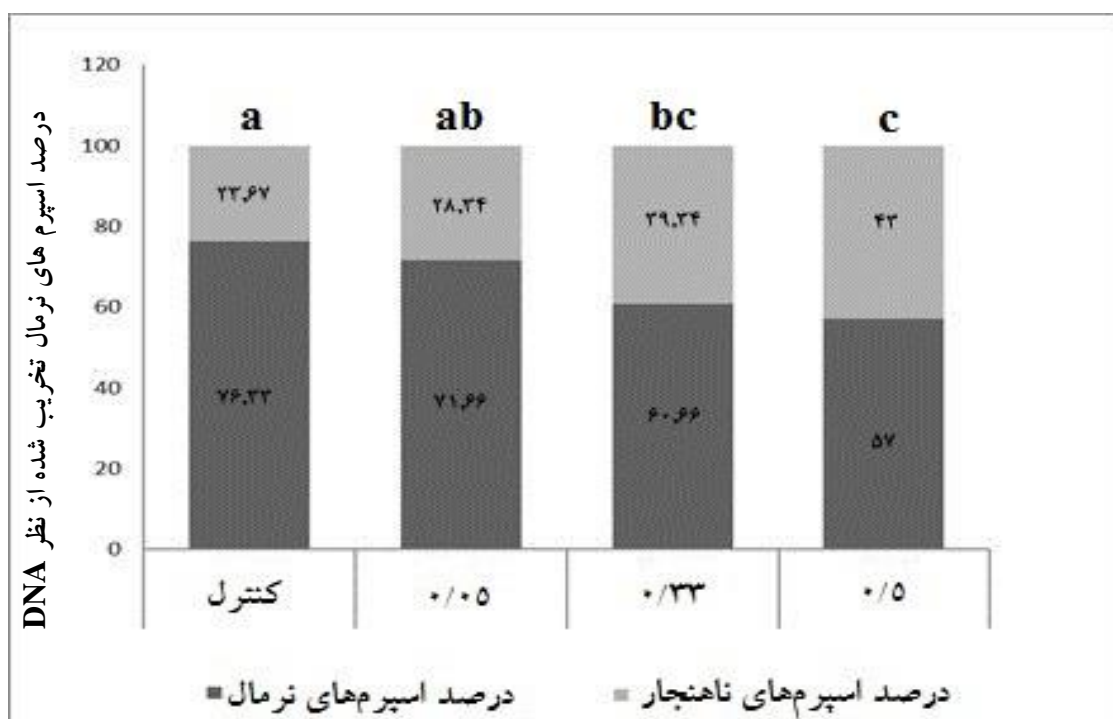 درصد اسپرم های نرمال تخریب شده از نظر DNA
120
100
80
60
40
20
0
a ab bc c
۲۳,۶۷ ۲۸,۳۴ ۳۹,۳۴ ۴۳
۷۶,۳۳ ۷۱,۶۶ ۶۰,۶۶ ۵۷
کنترل ۰/۰۵ ۰/۳۳ ۰/۵
درصد اسپرم‌های نرمال درصد اسپرم‌های ناهنجار